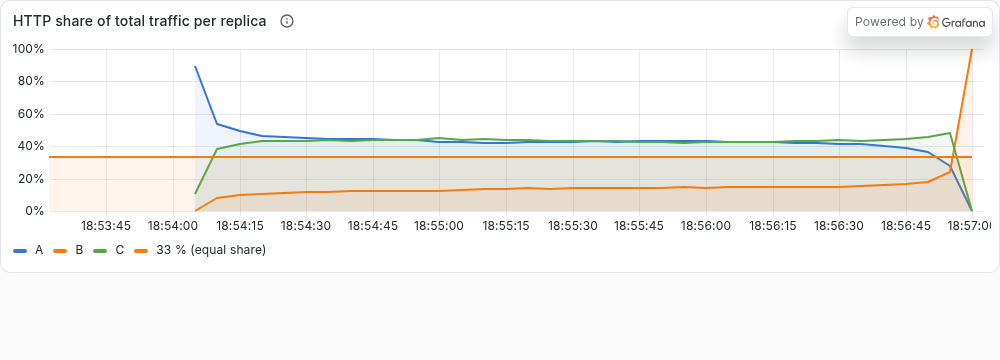 HTTP share of total traffic per replica
Powered by Grafana
100%
80%
60%
40%
20%
0%
18:53:45 18:54:00 18:54:15 18:54:30 18:54:45 18:55:00 18:55:15 18:55:30 18:55:45 18:56:00 18:56:15 18:56:30 18:56:45 18:57:00
A B C 33 % (equal share)